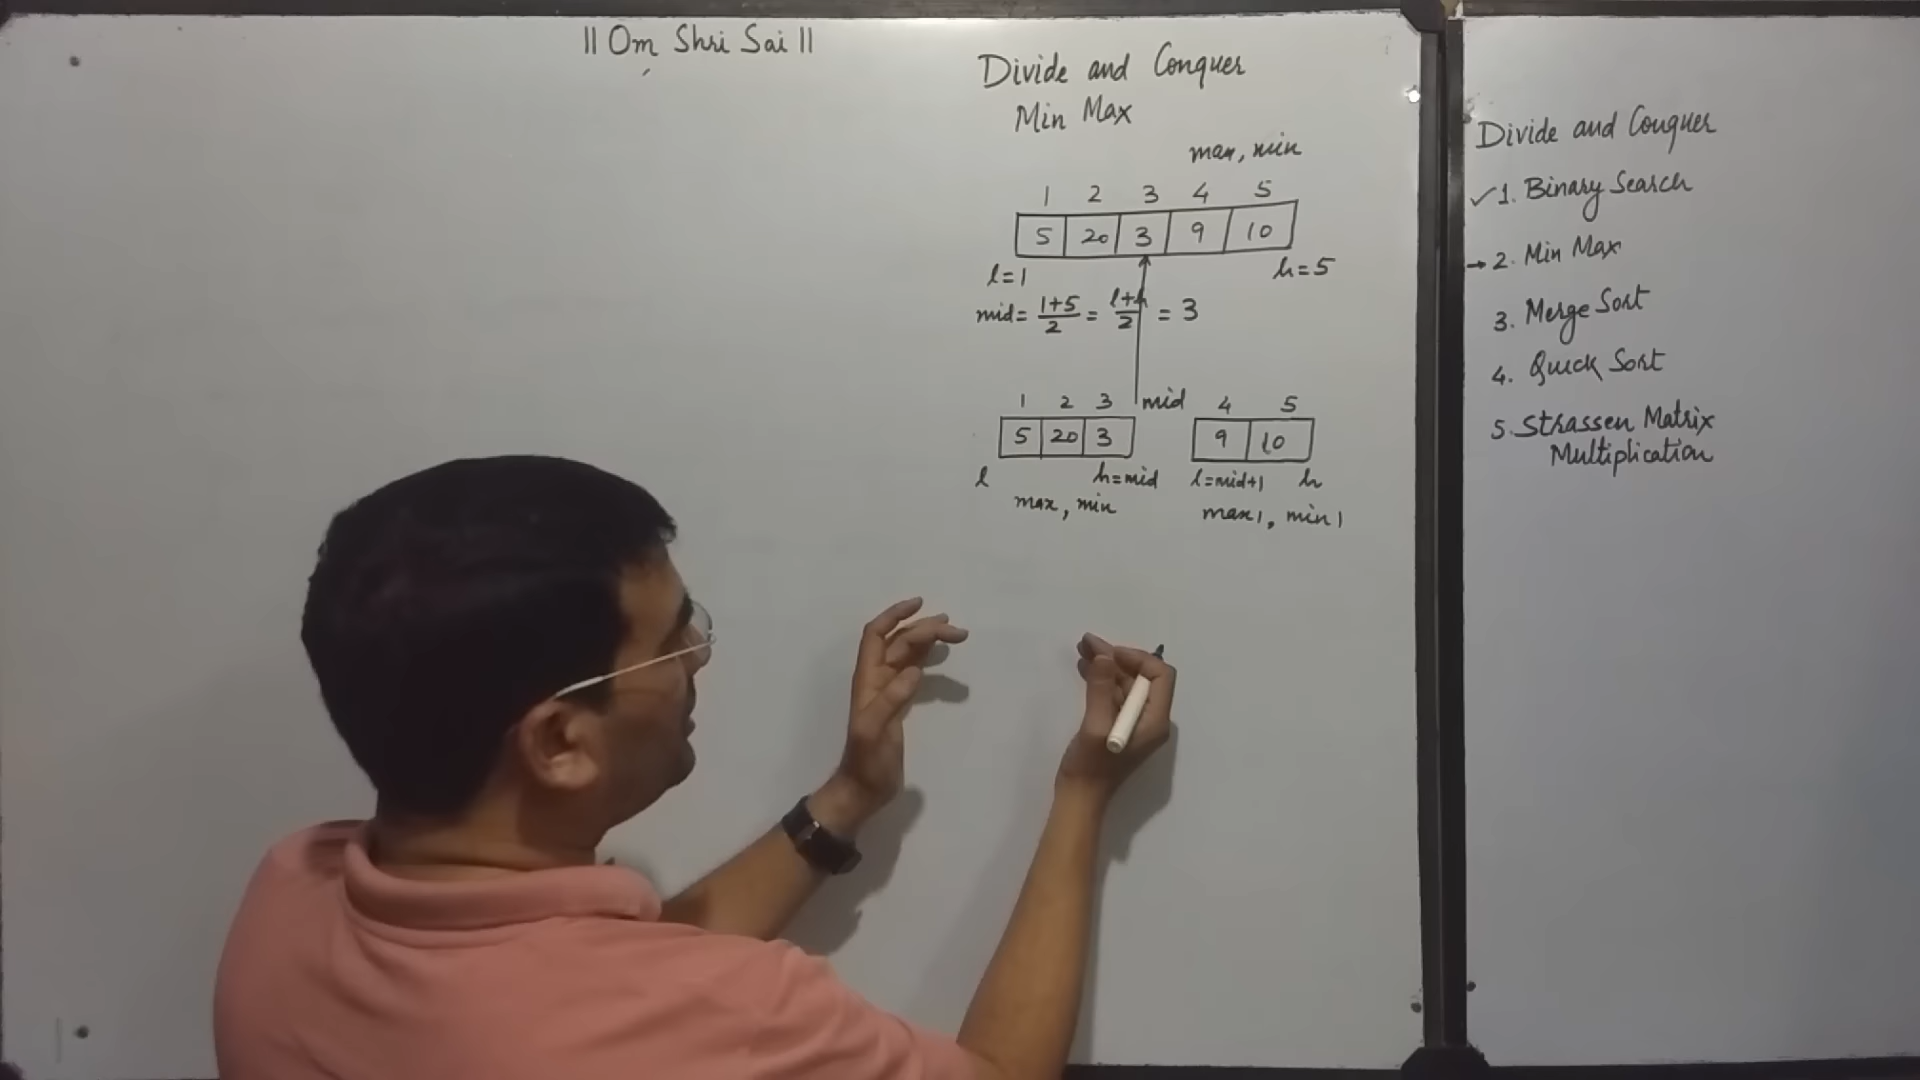 || Om Shri Sai ||
Divide and Conquer
Min Max
max, min
1 2 3 4 5
5 20 3 9 10
l=1 h=5
mid= 1+5/2 = l+h/2 = 3
1 2 3 mid 4 5
5 20 3 9 10
l h=mid l=mid+1 h
max, min max1, min1
Divide and Conquer
✓1. Binary Search
→2. Min Max
3. Merge Sort
4. Quick Sort
5. Strassen Matrix
Multiplication